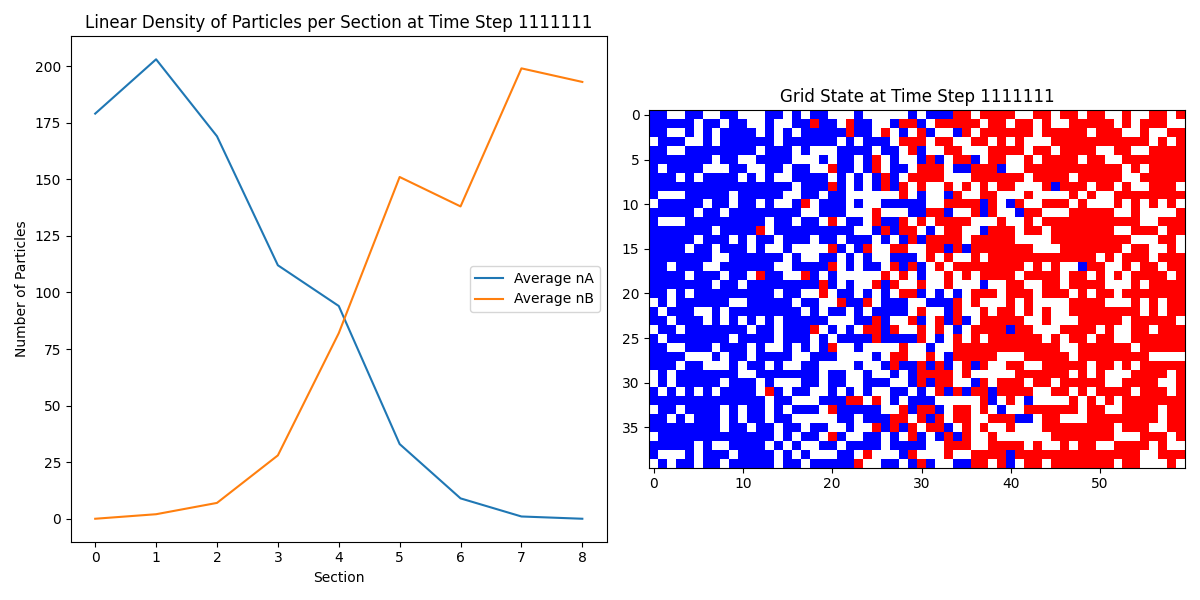 Linear Density of Particles per Section at Time Step 1111111
Number of Particles
200
175
150
125
100
75
50
25
0
Average nA
Average nB
0 1 2 3 4 5 6 7 8
Section
Grid State at Time Step 1111111
0
5
10
15
20
25
30
35
0 10 20 30 40 50